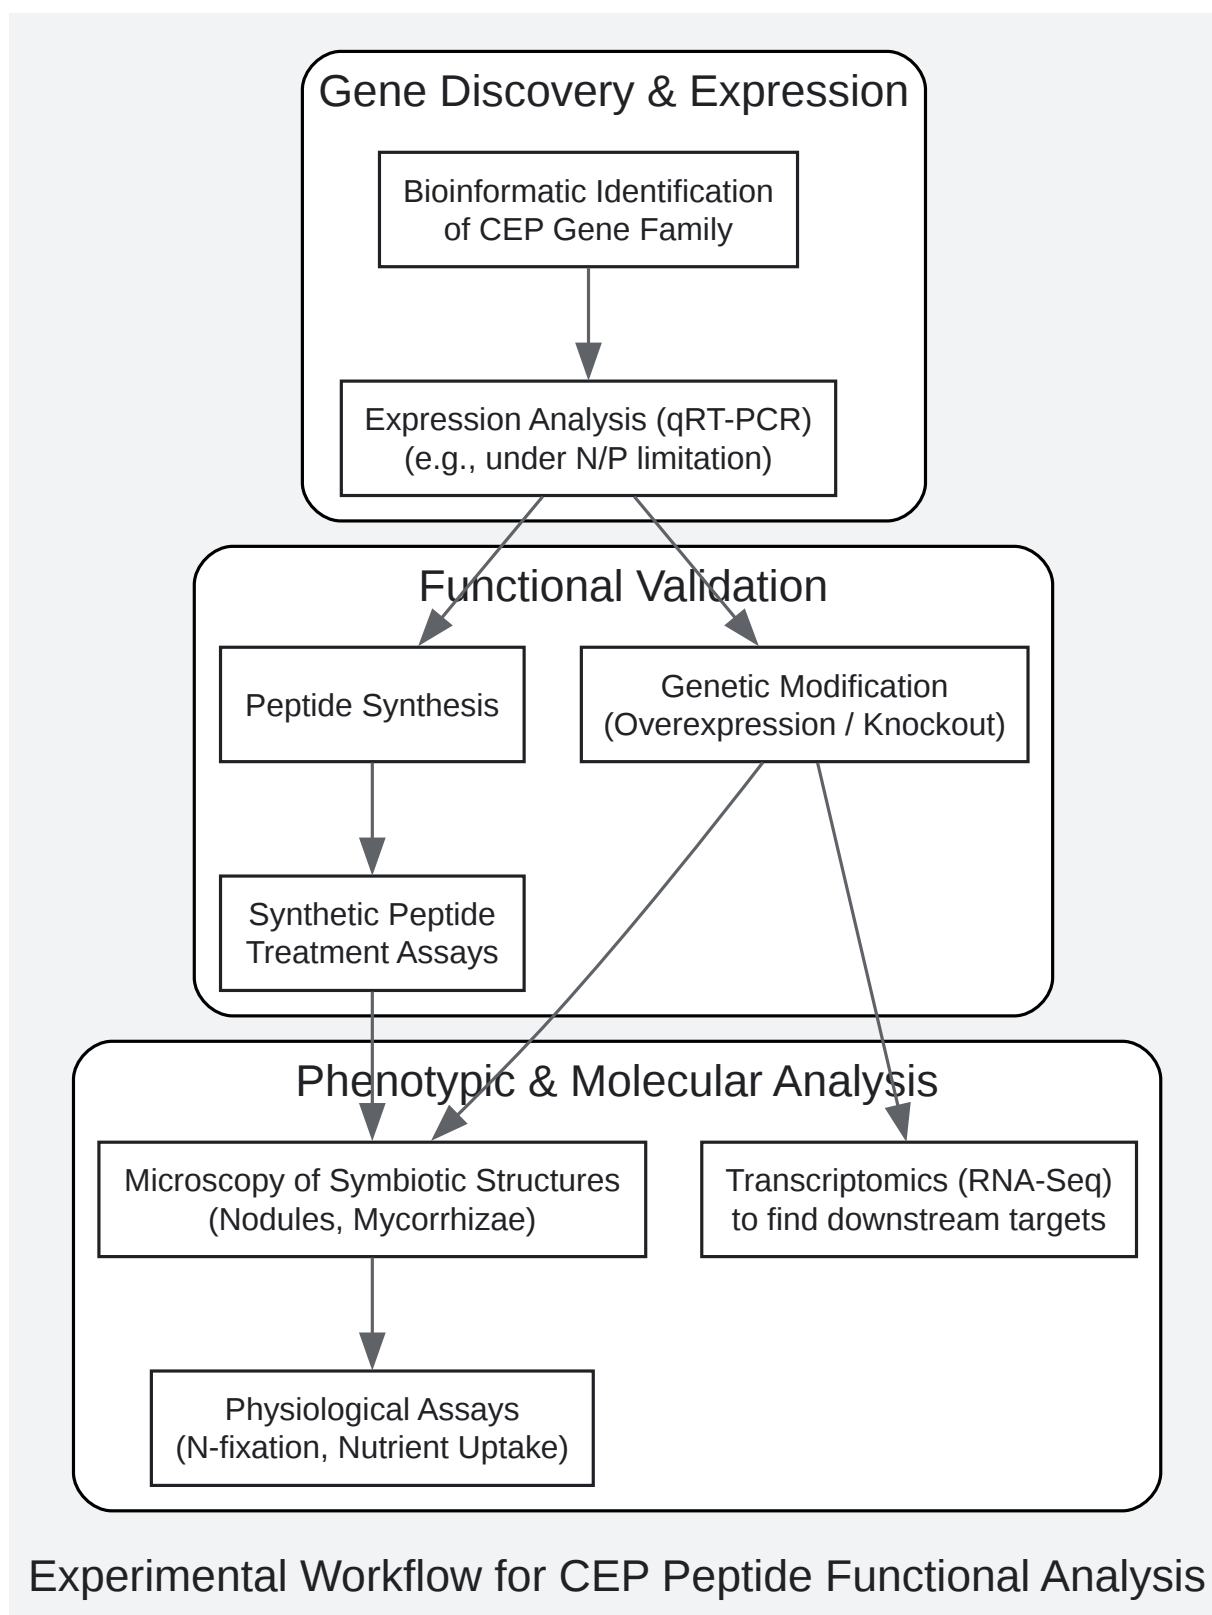 Gene Discovery & Expression
Bioinformatic Identification
of CEP Gene Family
Expression Analysis (qRT-PCR)
(e.g., under N/P limitation)
Functional Validation
Peptide Synthesis
Genetic Modification
(Overexpression / Knockout)
Synthetic Peptide
Treatment Assays
Phenotypic & Molecular Analysis
Microscopy of Symbiotic Structures
(Nodules, Mycorrhizae)
Transcriptomics (RNA-Seq)
to find downstream targets
Physiological Assays
(N-fixation, Nutrient Uptake)
Experimental Workflow for CEP Peptide Functional Analysis